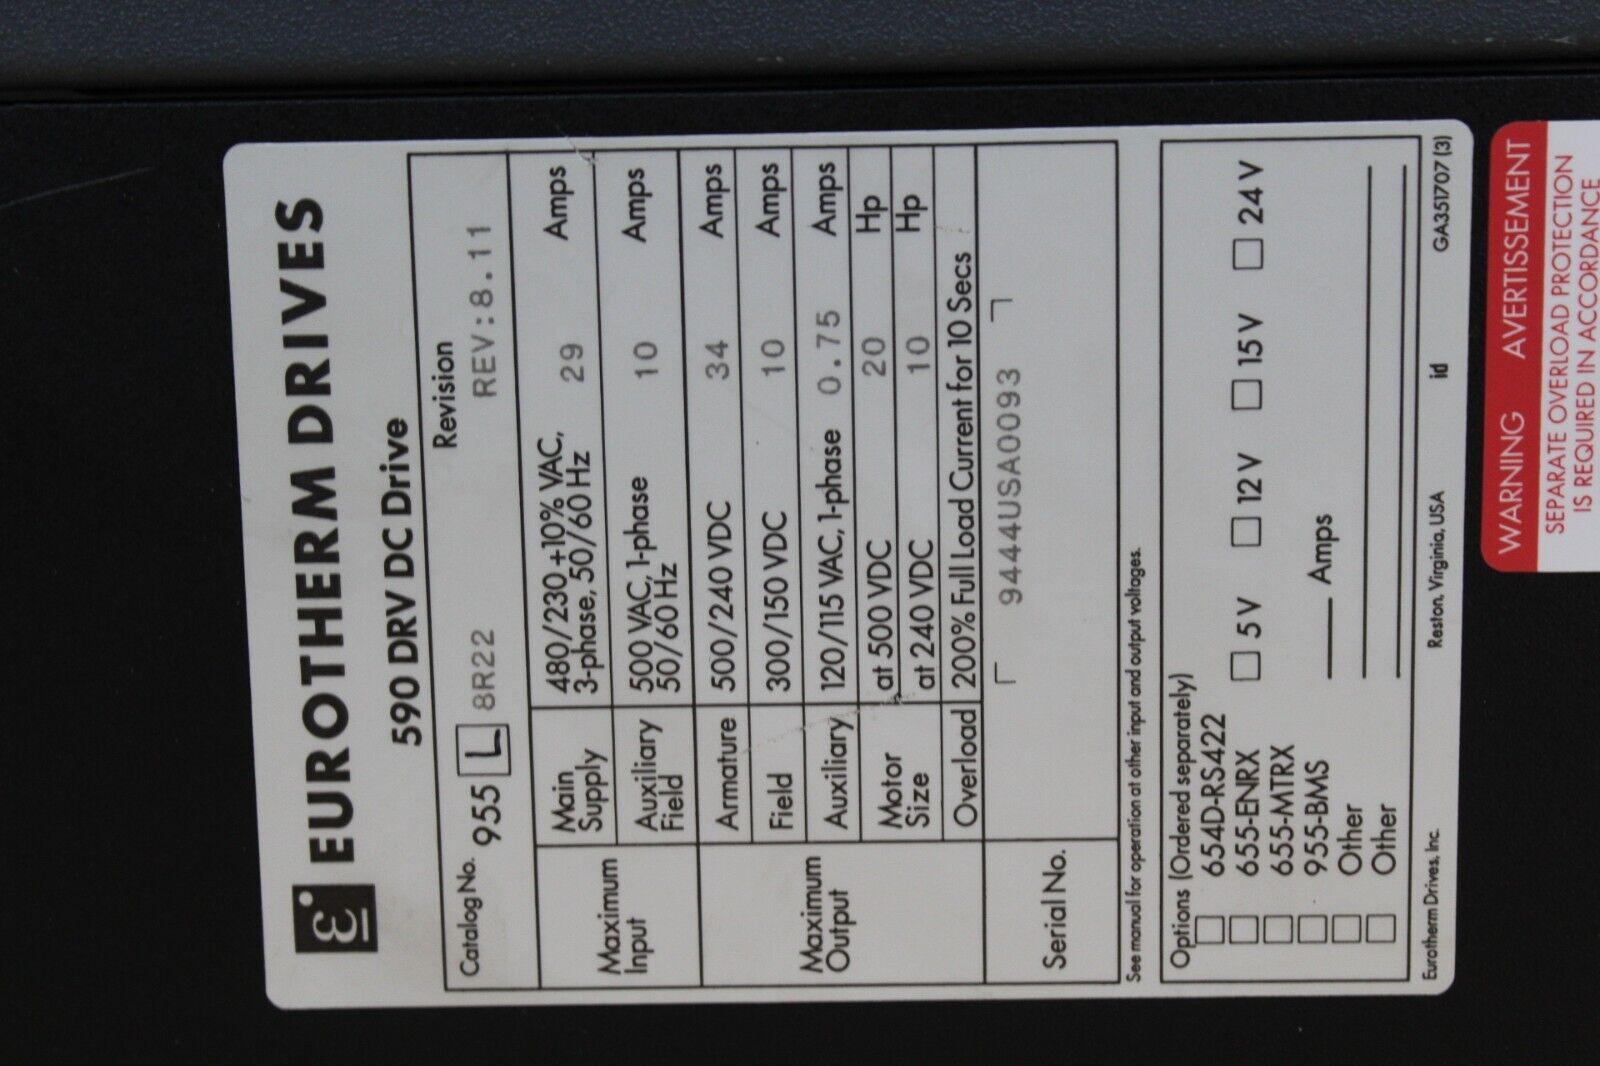 EUROTHERM DRIVES
590 DRV DC Drive
Catalog No. Revision
955 L 8R22 REV:8.11
Maximum Input
Main Supply 480/230 +10% VAC, 3-phase, 50/60 Hz 29 Amps
Auxiliary Field 500 VAC, 1-phase 50/60 Hz 10 Amps
Maximum Output
Armature 500/240 VDC 34 Amps
Field 300/150 VDC 10 Amps
Auxiliary 120/115 VAC, 1-phase 0.75 Amps
Motor Size at 500 VDC 20 Hp
at 240 VDC 10 Hp
Overload 200% Full Load Current for 10 Secs
Serial No. 9444USA0093
See manual for operation at other input and output voltages.
Options (Ordered separately)
654D-RS422
655-ENRX 5V 12V 15V 24V
655-MTRX
955-BMS Amps
Other
Other
Eurotherm Drives, Inc. Reston, Virginia, USA id GA351707 (3)
WARNING AVERTISSEMENT
SEPARATE OVERLOAD PROTECTION
IS REQUIRED IN ACCORDANCE